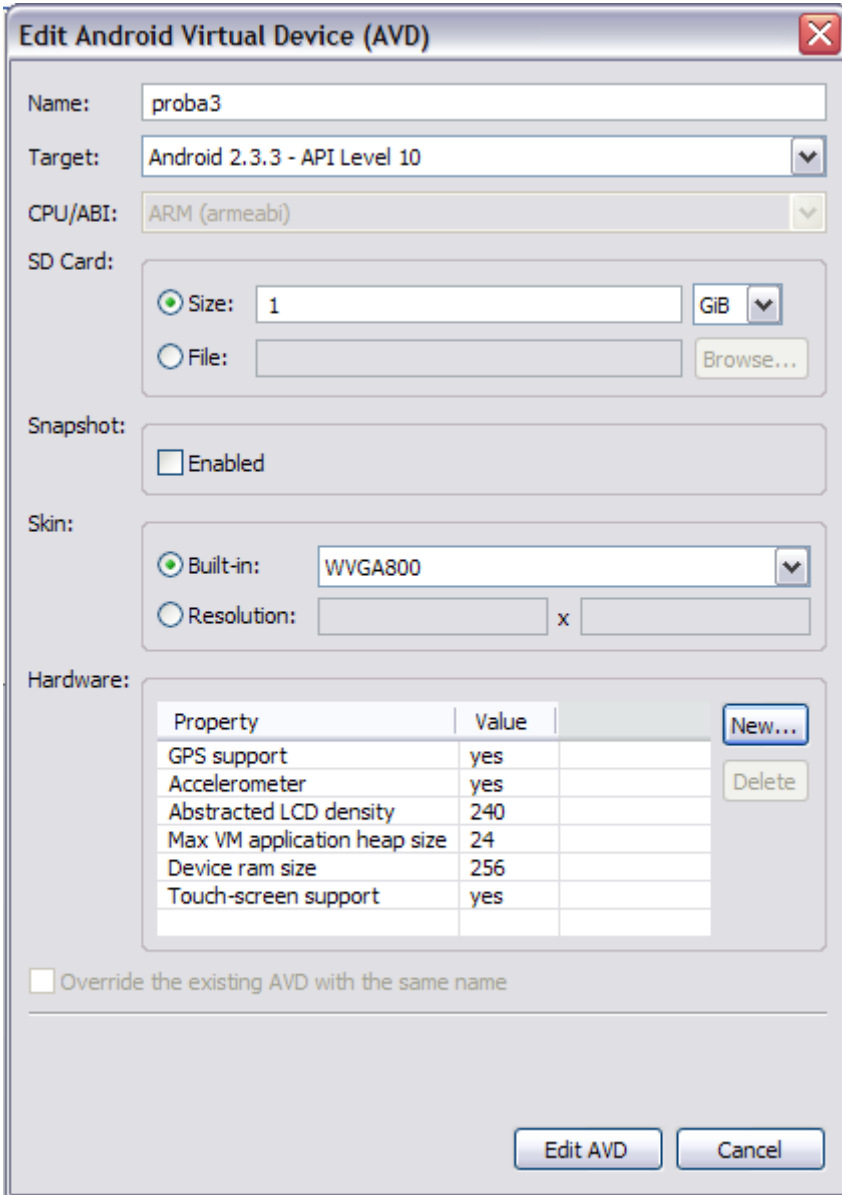 Edit Android Virtual Device (AVD)
Name: proba3
Target: Android 2.3.3 - API Level 10
CPU/ABI: ARM (armeabi)
SD Card:
Size: 1 GiB
File: Browse...
Snapshot:
Enabled
Skin:
Built-in: WVGA800
Resolution: x
Hardware:
Property Value New...
GPS support yes
Accelerometer yes Delete
Abstracted LCD density 240
Max VM application heap size 24
Device ram size 256
Touch-screen support yes
Override the existing AVD with the same name
Edit AVD Cancel